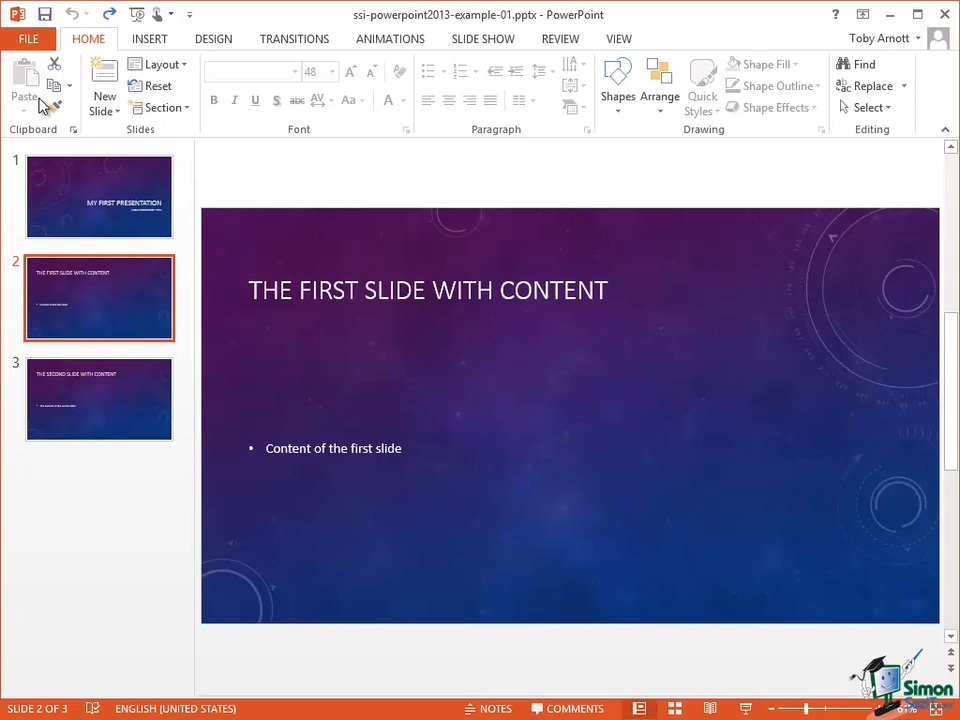 ssi-powerpoint2013-example-01.pptx - PowerPoint
?
FILE HOME INSERT DESIGN TRANSITIONS ANIMATIONS SLIDE SHOW REVIEW VIEW
Toby Arnott
Paste
Clipboard
New
Slide
Layout
Reset
Section
Slides
48
A A
B I U S abc AV Aa A
Font
Paragraph
Shapes
Arrange
Quick
Styles
Shape Fill
Shape Outline
Shape Effects
Drawing
Find
Replace
Select
Editing
1
MY FIRST PRESENTATION
2
THE FIRST SLIDE WITH CONTENT
3
THE SECOND SLIDE WITH CONTENT
THE FIRST SLIDE WITH CONTENT
• Content of the first slide
SLIDE 2 OF 3
ENGLISH (UNITED STATES)
NOTES
COMMENTS
Simon